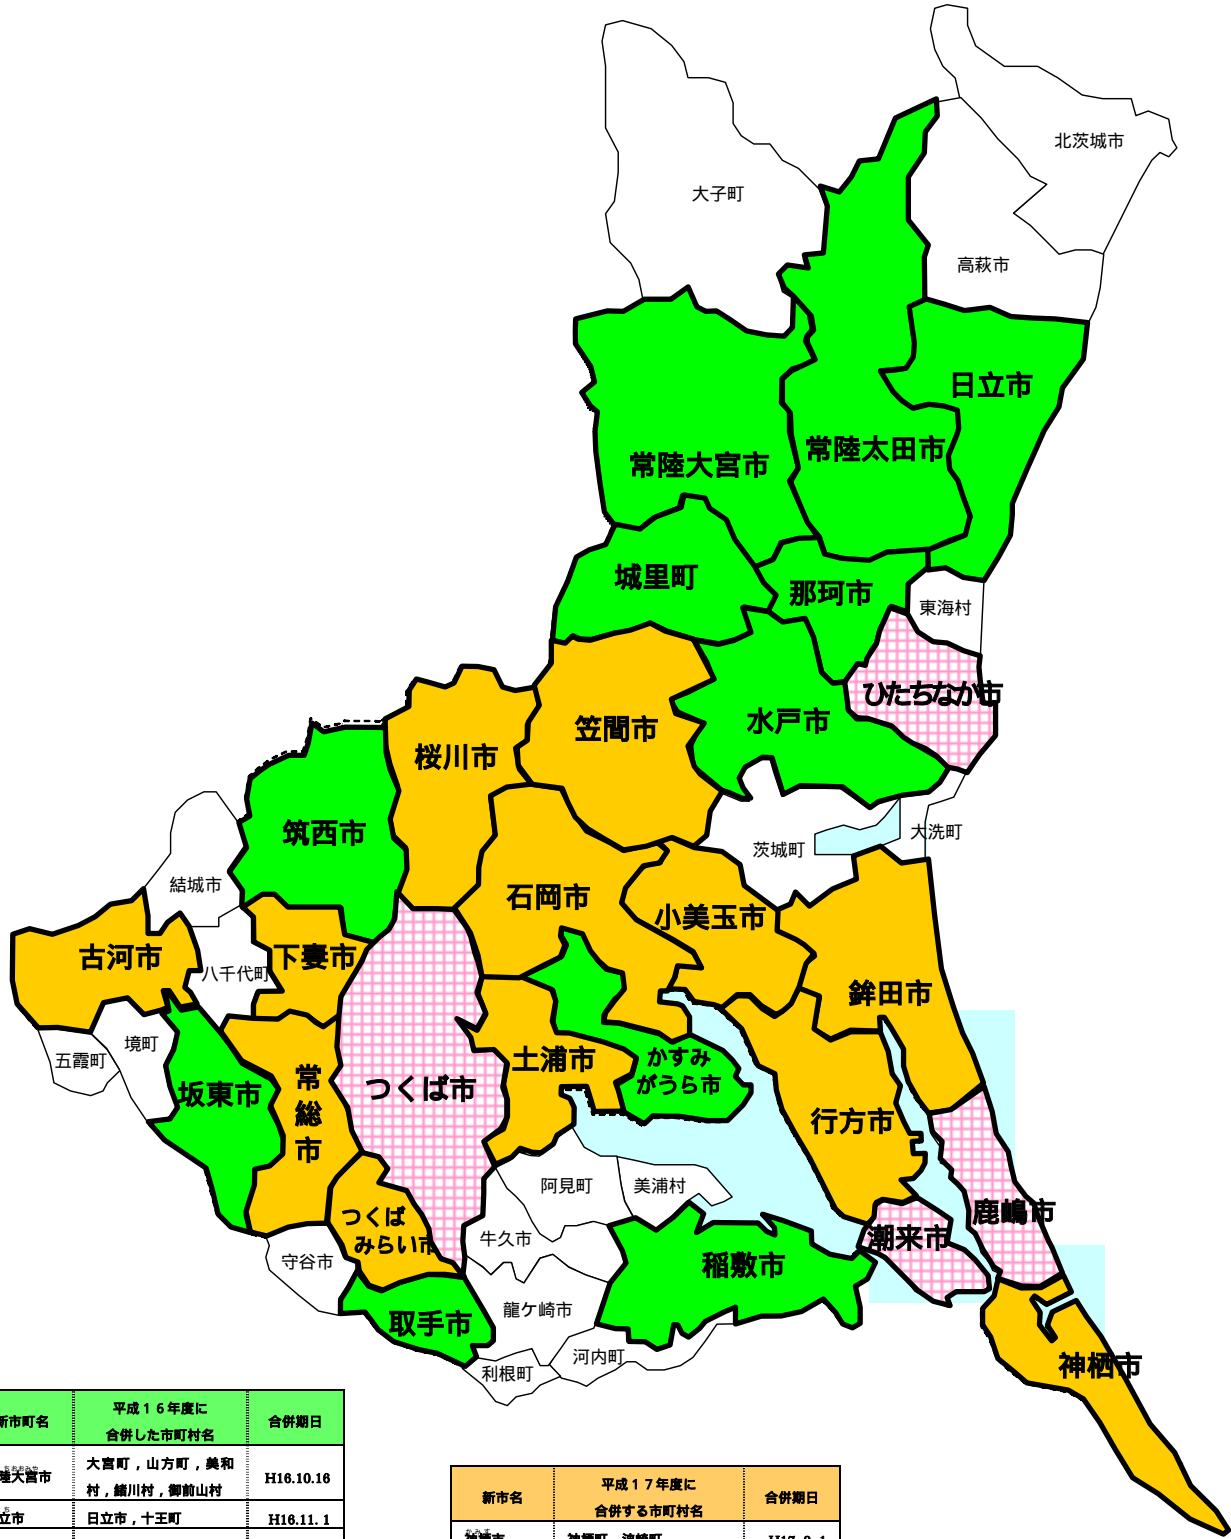 北茨城市
大子町
高萩市
日立市
常陸太田市
常陸大宮市
城里町
那珂市
東海村
ひたちなか市
水戸市
笠間市
桜川市
筑西市
茨城町
大洗町
結城市
石岡市
小美玉市
古河市
下妻市
八千代町
鉾田市
境町
五霞町
坂東市
常
総
市
つくば市
土浦市
かすみ
がうら市
行方市
阿見町
美浦村
鹿嶋市
潮来市
つくば
みらい市
牛久市
守谷市
稲敷市
龍ケ崎市
取手市
河内町
利根町
神栖市
新市町名
平成16年度に
合併した市町村名
合併期日
陸大宮市
大宮町，山方町，美和
村，緒川村，御前山村
H16.10.16
立市
日立市，十王町
H16.11. 1
新市名
平成17年度に
合併する市町村名
合併期日